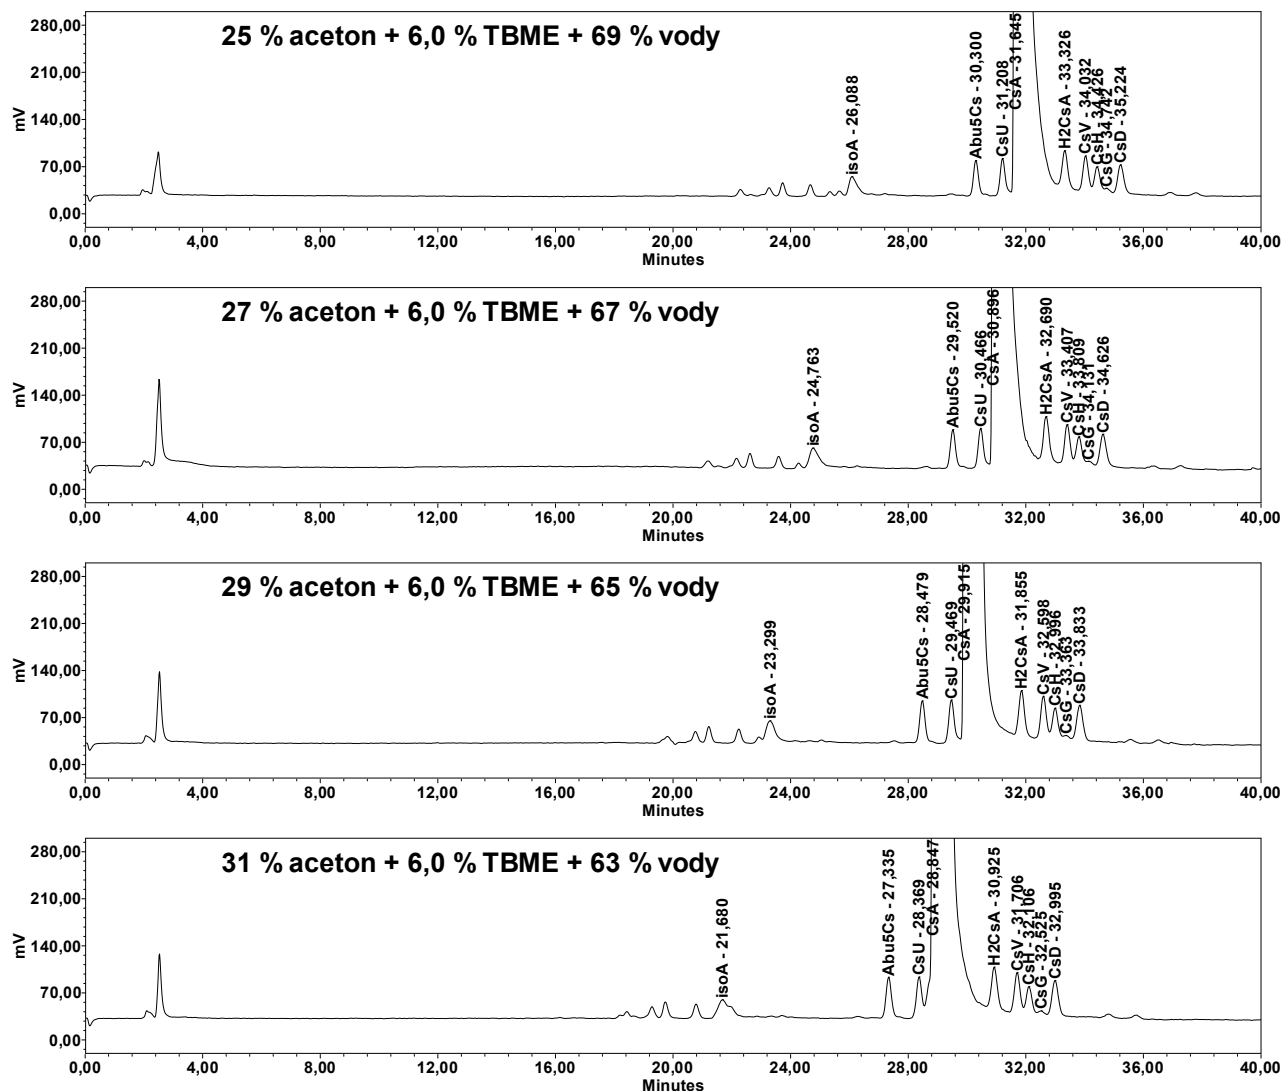 25 % aceton + 6,0 % TBME + 69 % vody
mV
280,00
210,00
140,00
70,00
0,00
isoA - 26,088
Abu5Cs - 30,300
CsU - 31,208
CsA - 31,645
H2CsA - 33,326
CsV - 34,032
CsH - 34,426
CsG - 34,742
CsD - 35,224
0,00 4,00 8,00 12,00 16,00 20,00 24,00 28,00 32,00 36,00 40,00
Minutes
27 % aceton + 6,0 % TBME + 67 % vody
mV
280,00
210,00
140,00
70,00
0,00
isoA - 24,763
Abu5Cs - 29,520
CsU - 30,466
CsA - 30,896
H2CsA - 32,690
CsV - 33,407
CsH - 33,809
CsG - 34,131
CsD - 34,626
0,00 4,00 8,00 12,00 16,00 20,00 24,00 28,00 32,00 36,00 40,00
Minutes
29 % aceton + 6,0 % TBME + 65 % vody
mV
280,00
210,00
140,00
70,00
0,00
isoA - 23,299
Abu5Cs - 28,479
CsU - 29,469
CsA - 29,915
H2CsA - 31,855
CsV - 32,598
CsH - 32,996
CsG - 33,363
CsD - 33,833
0,00 4,00 8,00 12,00 16,00 20,00 24,00 28,00 32,00 36,00 40,00
Minutes
31 % aceton + 6,0 % TBME + 63 % vody
mV
280,00
210,00
140,00
70,00
0,00
isoA - 21,680
Abu5Cs - 27,335
CsU - 28,369
CsA - 28,847
H2CsA - 30,925
CsV - 31,706
CsH - 32,106
CsG - 32,525
CsD - 32,995
0,00 4,00 8,00 12,00 16,00 20,00 24,00 28,00 32,00 36,00 40,00
Minutes